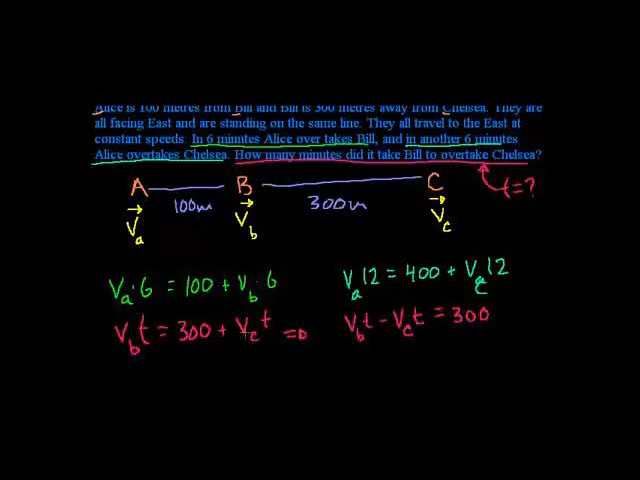 Alice is 100 metres from Bill and Bill is 300 metres away from Chelsea. They are
all facing East and are standing on the same line. They all travel to the East at
constant speeds. In 6 minutes Alice over takes Bill, and in another 6 minutes
Alice overtakes Chelsea. How many minutes did it take Bill to overtake Chelsea?
A B C t=?
100m 300m
Va Vb Vc
Va·6 = 100 + Vb·6 Va12 = 400 + Vc12
Vbt = 300 + Vct ⇒ Vbt - Vct = 300